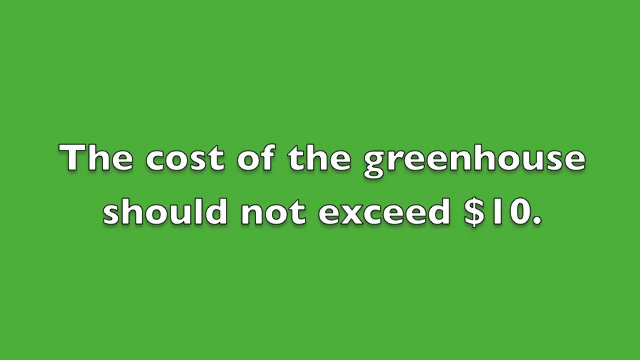 The cost of the greenhouse
should not exceed $10.